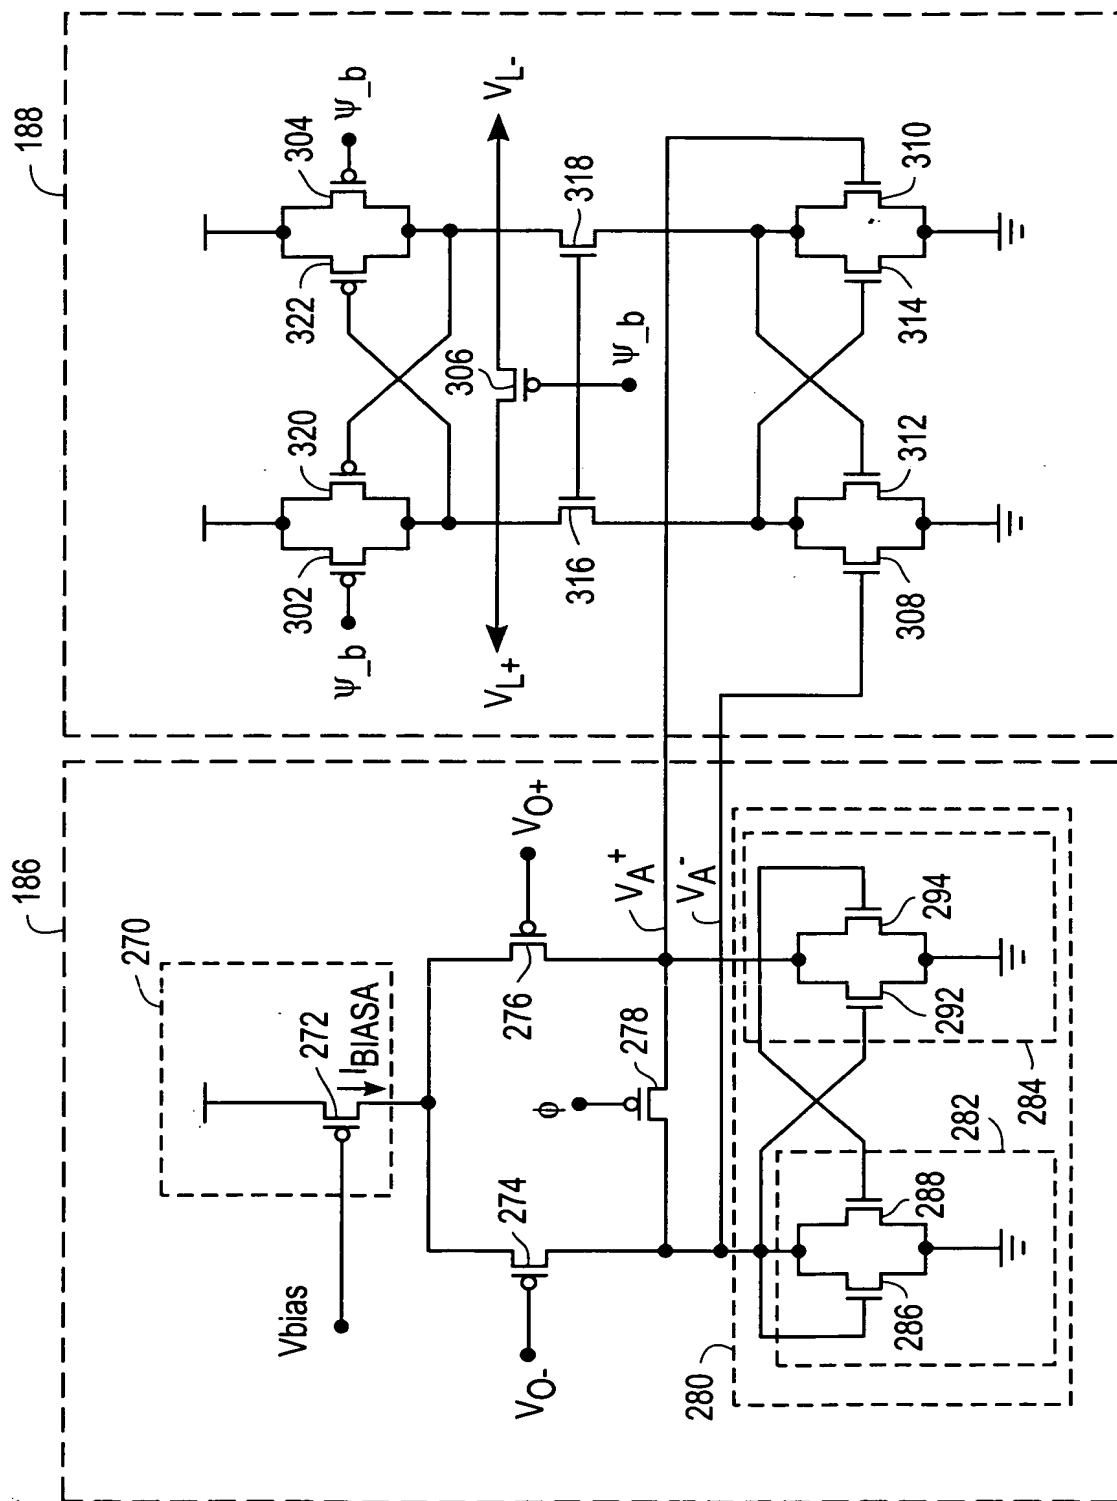 186
270
272
I_BIASA
Vbias
274
276
V_O-
V_O+
ϕ
278
V_A^+
V_A^-
280
282
284
286
288
292
294
188
302
320
322
304
ψ_b
ψ_b
V_L+
V_L-
306
ψ_b
316
318
308
312
314
310